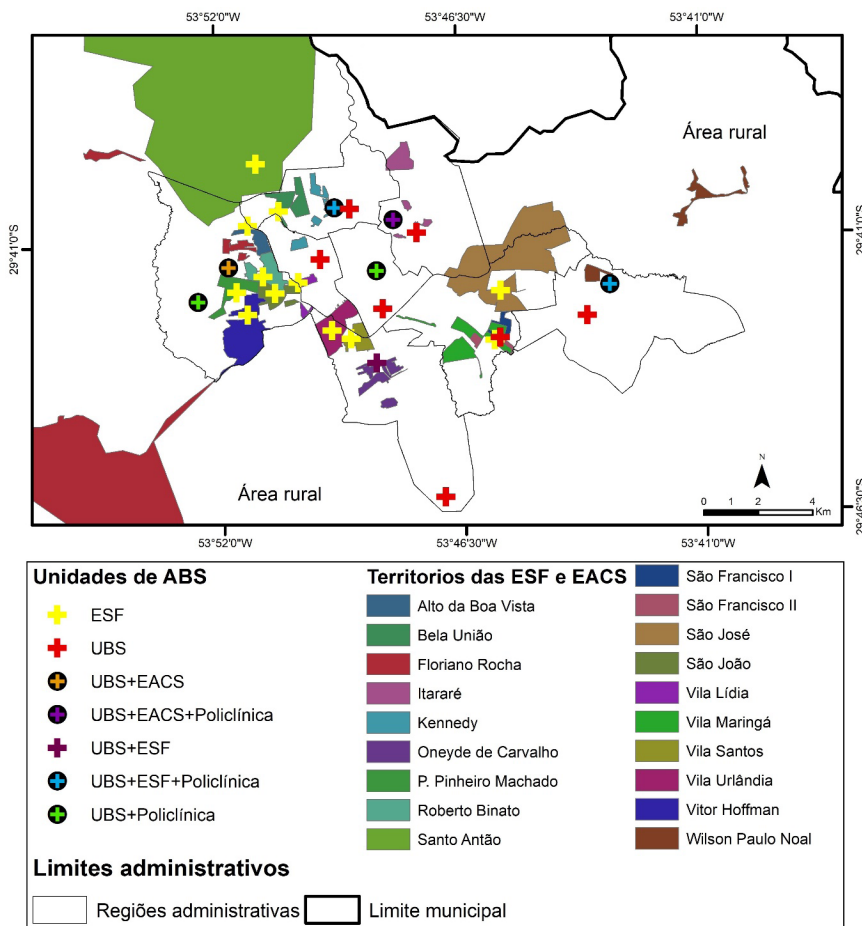 53°52'0"W 53°46'30"W 53°41'0"W
Área rural
29°41'0"S 29°41'0"S
N
0 1 2 4
Km
Área rural
29°46'30"S
53°52'0"W 53°46'30"W 53°41'0"W
Unidades de ABS
ESF
UBS
UBS+EACS
UBS+EACS+Policlínica
UBS+ESF
UBS+ESF+Policlínica
UBS+Policlínica
Territorios das ESF e EACS
Alto da Boa Vista
Bela União
Floriano Rocha
Itararé
Kennedy
Oneyde de Carvalho
P. Pinheiro Machado
Roberto Binato
Santo Antão
São Francisco I
São Francisco II
São José
São João
Vila Lídia
Vila Maringá
Vila Santos
Vila Urlândia
Vitor Hoffman
Wilson Paulo Noal
Limites administrativos
Regiões administrativas
Limite municipal